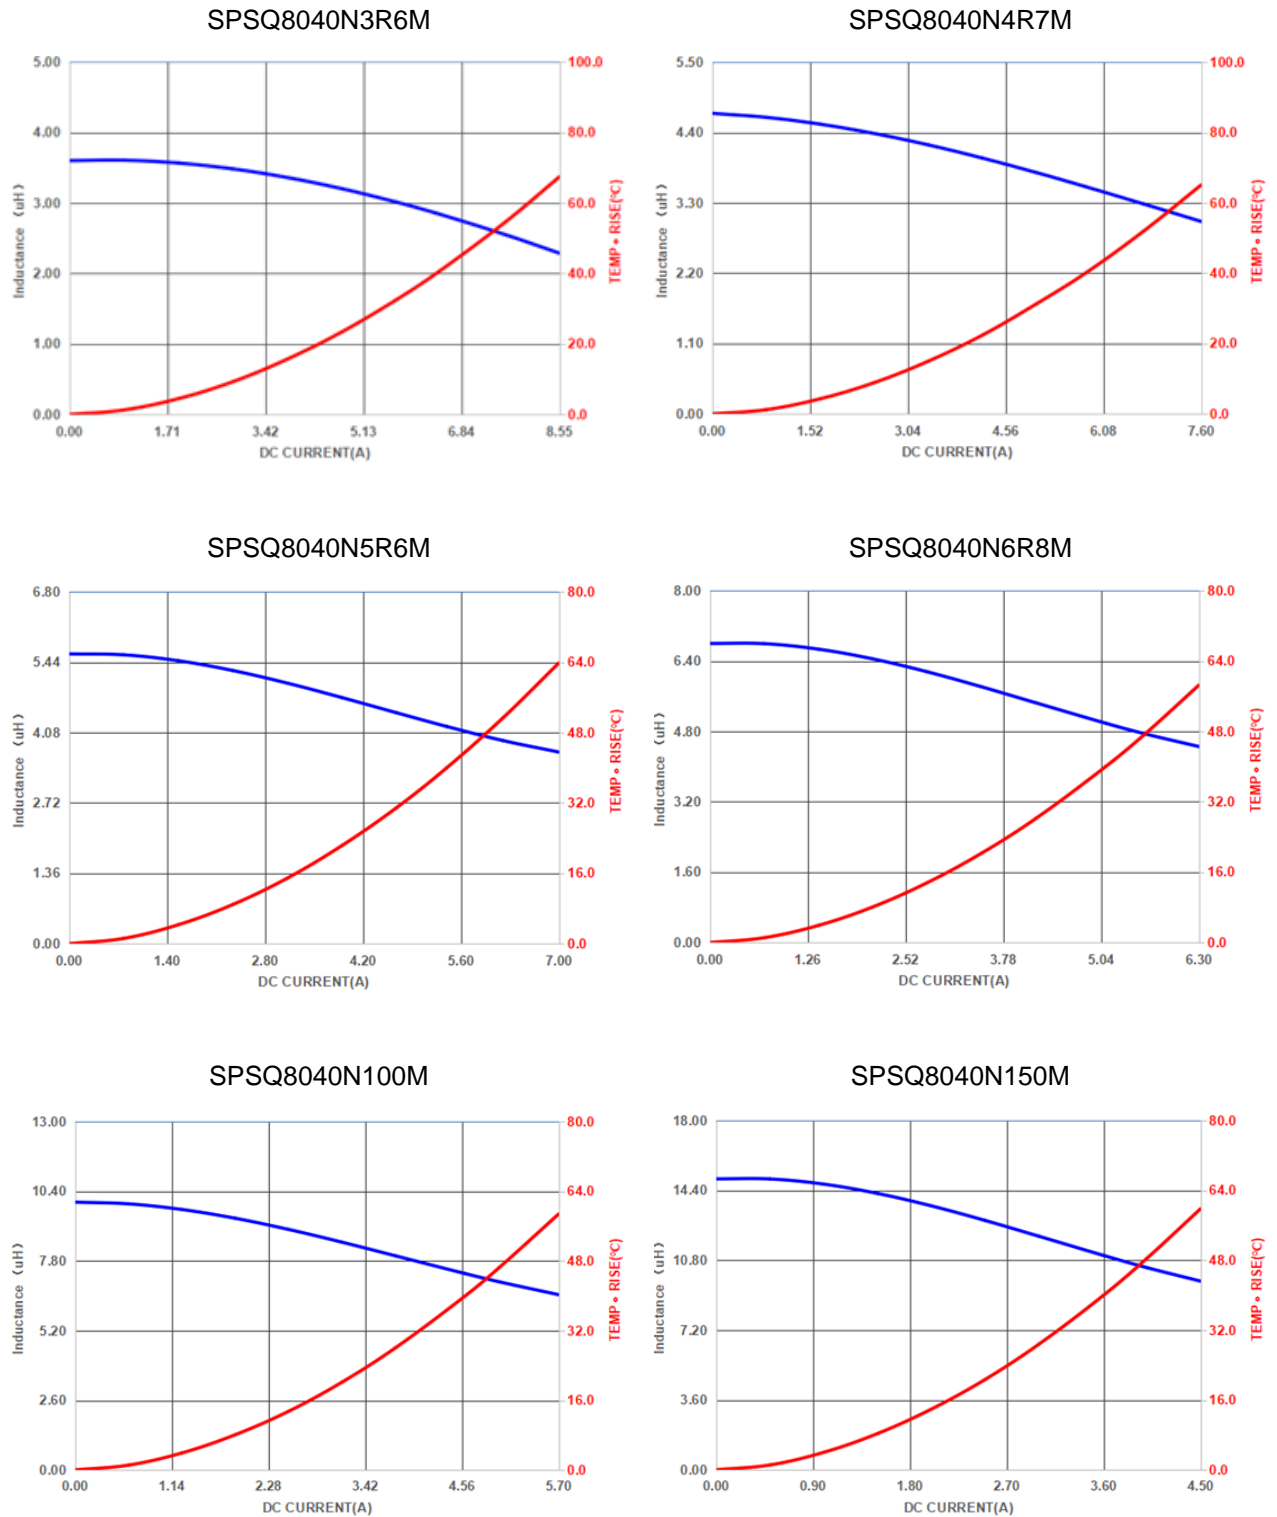 SPSQ8040N3R6M
5.00
4.00
3.00
2.00
1.00
0.00
Inductance （uH）
100.0
80.0
60.0
40.0
20.0
0.0
TEMP • RISE(℃)
0.00 1.71 3.42 5.13 6.84 8.55
DC CURRENT(A)
SPSQ8040N4R7M
5.50
4.40
3.30
2.20
1.10
0.00
Inductance （uH）
100.0
80.0
60.0
40.0
20.0
0.0
TEMP • RISE(℃)
0.00 1.52 3.04 4.56 6.08 7.60
DC CURRENT(A)
SPSQ8040N5R6M
6.80
5.44
4.08
2.72
1.36
0.00
Inductance （uH）
80.0
64.0
48.0
32.0
16.0
0.0
TEMP • RISE(℃)
0.00 1.40 2.80 4.20 5.60 7.00
DC CURRENT(A)
SPSQ8040N6R8M
8.00
6.40
4.80
3.20
1.60
0.00
Inductance （uH）
80.0
64.0
48.0
32.0
16.0
0.0
TEMP • RISE(℃)
0.00 1.26 2.52 3.78 5.04 6.30
DC CURRENT(A)
SPSQ8040N100M
13.00
10.40
7.80
5.20
2.60
0.00
Inductance （uH）
80.0
64.0
48.0
32.0
16.0
0.0
TEMP • RISE(℃)
0.00 1.14 2.28 3.42 4.56 5.70
DC CURRENT(A)
SPSQ8040N150M
18.00
14.40
10.80
7.20
3.60
0.00
Inductance （uH）
80.0
64.0
48.0
32.0
16.0
0.0
TEMP • RISE(℃)
0.00 0.90 1.80 2.70 3.60 4.50
DC CURRENT(A)